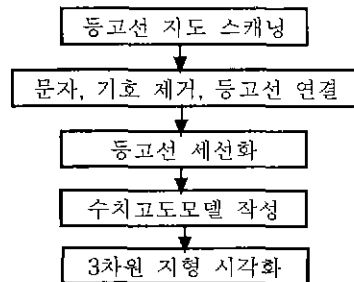 등고선 지도 스캐닝
문자, 기호 제거, 등고선 연결
등고선 세선화
수치고도모델 작성
3차원 지형 시각화